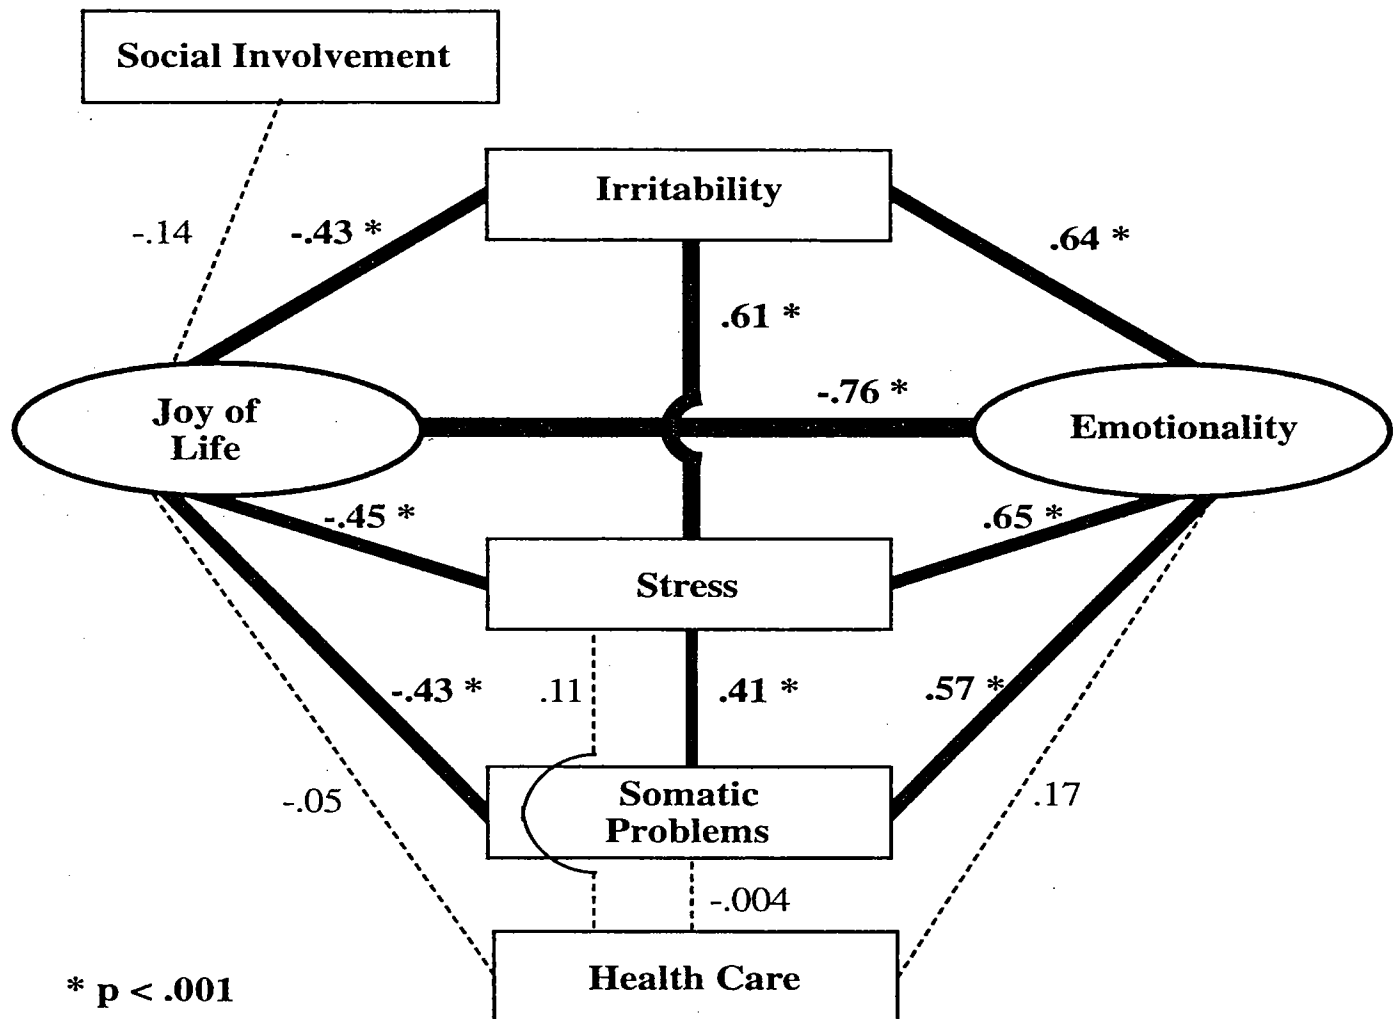 Social Involvement
Irritability
-.14
-.43 *
.64 *
.61 *
-.76 *
Joy of
Life
Emotionality
-.45 *
.65 *
Stress
-.43 *
.11
.41 *
.57 *
-.05
Somatic
Problems
.17
-.004
Health Care
* p < .001